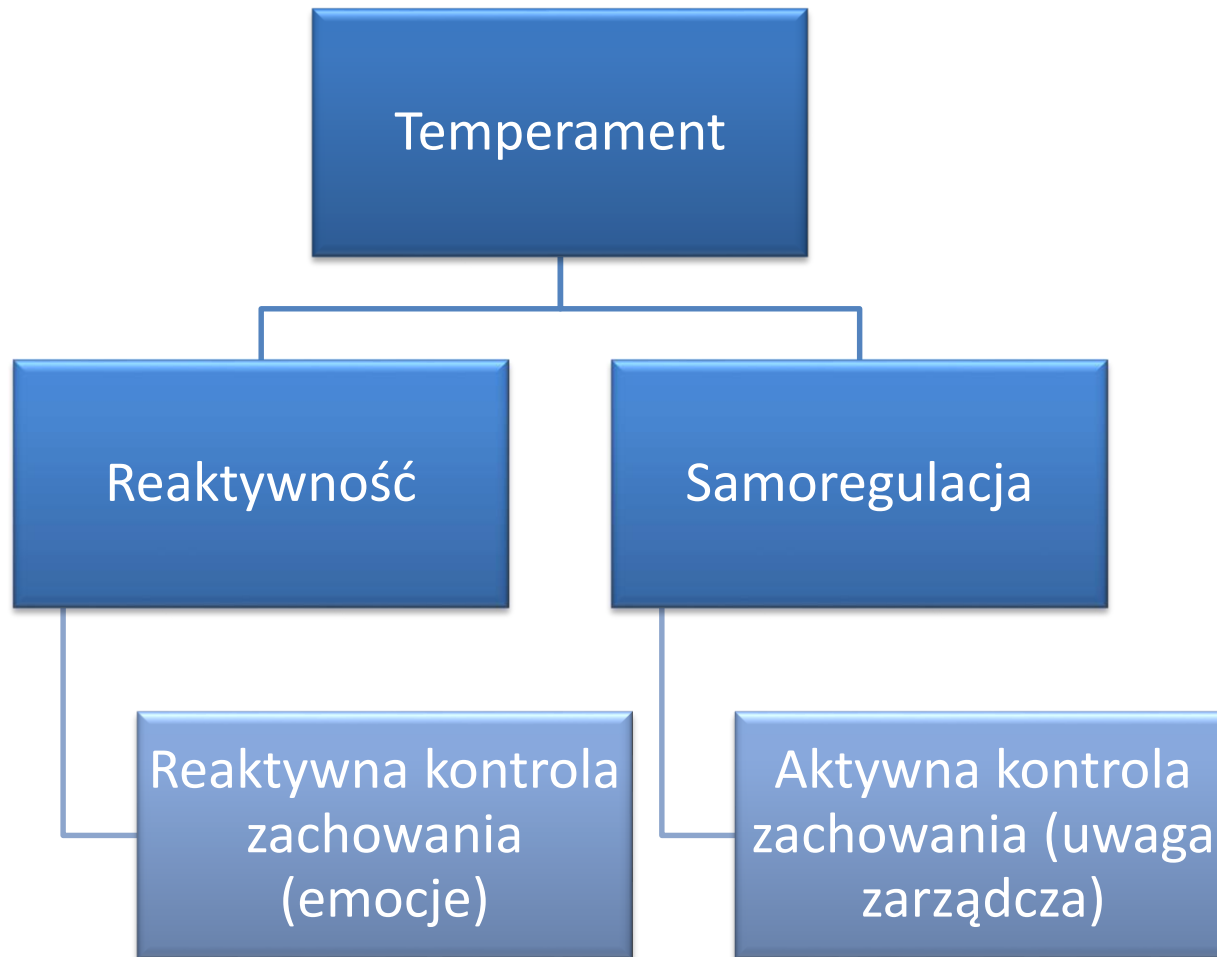 Temperament
Reaktywność
Samoregulacja
Reaktywna kontrola
zachowania
(emocje)
Aktywna kontrola
zachowania (uwaga
zarządcza)